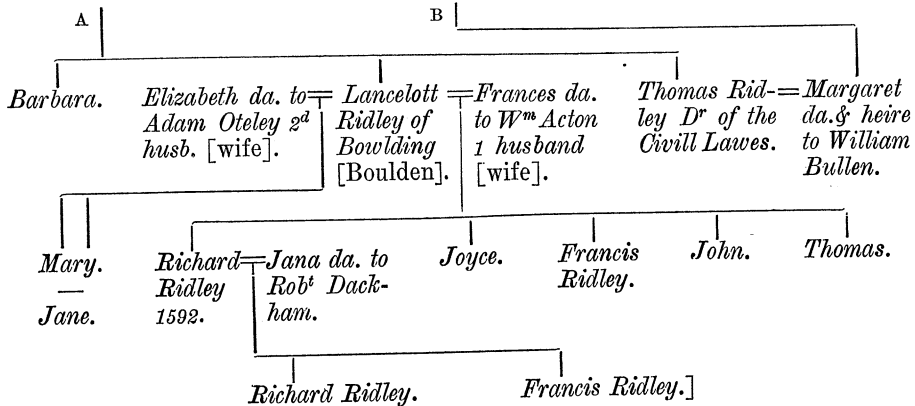 A
B
Barbara.
Elizabeth da. to
Adam Oteley 2d
husb. [wife].
Lancelott
Ridley of
Bowlding
[Boulden].
Frances da.
to Wm Acton
1 husband
[wife].
Thomas Rid-
ley Dr of the
Civill Lawes.
Margaret
da. & heire
to William
Bullen.
Mary.
—
Jane.
Richard
Ridley
1592.
Jana da. to
Robt Dack-
ham.
Joyce.
Francis
Ridley.
John.
Thomas.
Richard Ridley.
Francis Ridley.]